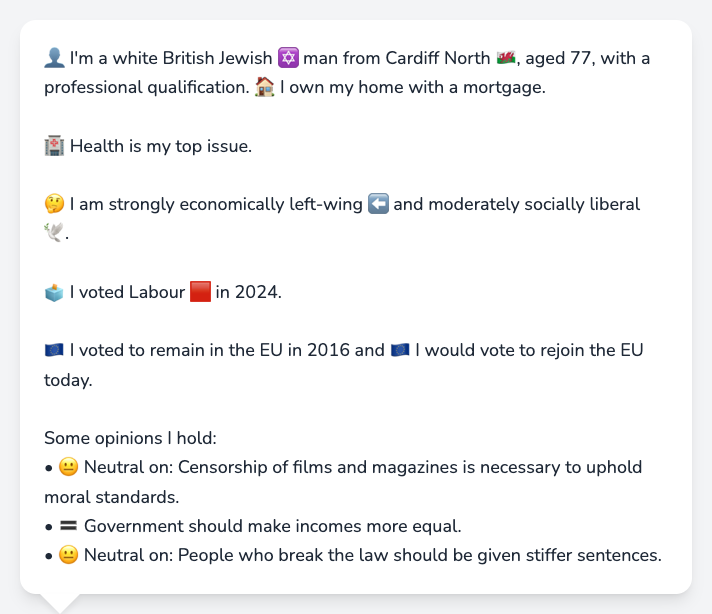 👤 I'm a white British Jewish ✡️ man from Cardiff North 🏴󠁧󠁢󠁷󠁬󠁳󠁿, aged 77, with a
professional qualification. 🏠 I own my home with a mortgage.
🏥 Health is my top issue.
🤔 I am strongly economically left-wing ⬅️ and moderately socially liberal
🕊️.
🗳️ I voted Labour 🟥 in 2024.
🇪🇺 I voted to remain in the EU in 2016 and 🇪🇺 I would vote to rejoin the EU
today.
Some opinions I hold:
• 😐 Neutral on: Censorship of films and magazines is necessary to uphold
moral standards.
• 🟰 Government should make incomes more equal.
• 😐 Neutral on: People who break the law should be given stiffer sentences.